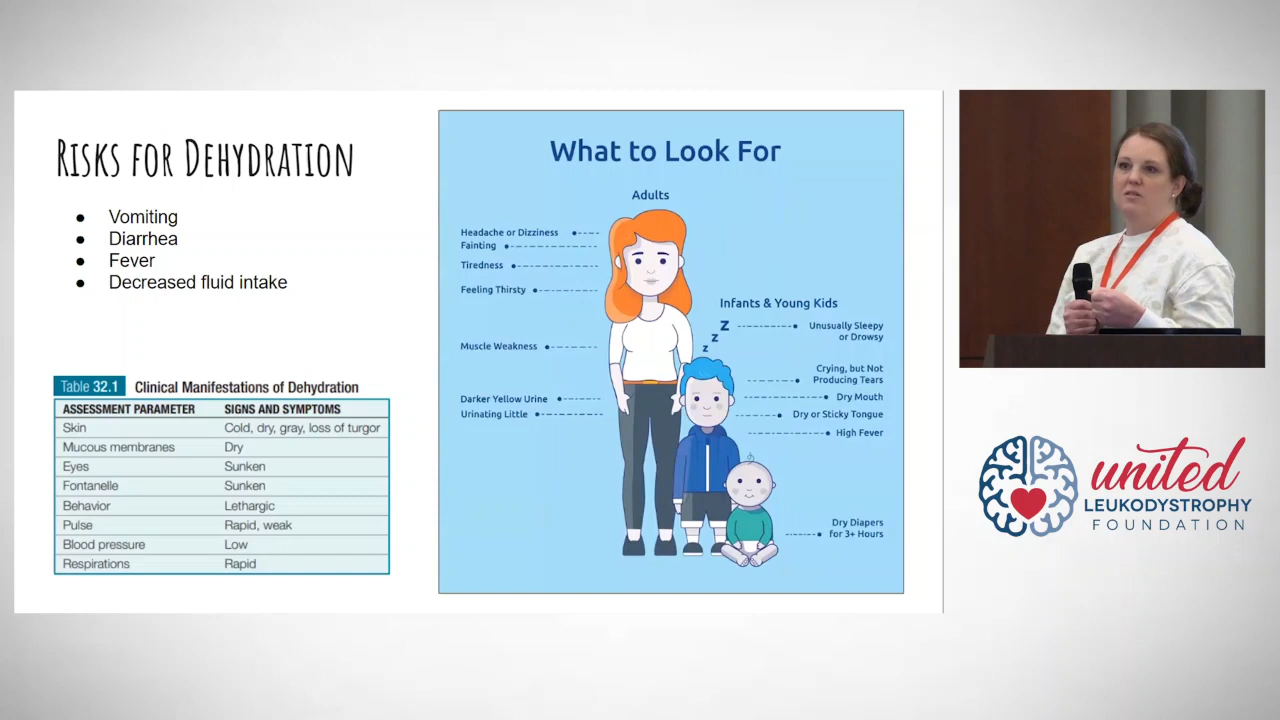 RISKS FOR DEHYDRATION
● Vomiting
● Diarrhea
● Fever
● Decreased fluid intake
Table 32.1 Clinical Manifestations of Dehydration
ASSESSMENT PARAMETER SIGNS AND SYMPTOMS
Skin Cold, dry, gray, loss of turgor
Mucous membranes Dry
Eyes Sunken
Fontanelle Sunken
Behavior Lethargic
Pulse Rapid, weak
Blood pressure Low
Respirations Rapid
What to Look For
Adults
Headache or Dizziness
Fainting
Tiredness
Feeling Thirsty
Muscle Weakness
Darker Yellow Urine
Urinating Little
Infants & Young Kids
z z Z
Unusually Sleepy
or Drowsy
Crying, but Not
Producing Tears
Dry Mouth
Dry or Sticky Tongue
High Fever
Dry Diapers
for 3+ Hours
united
LEUKODYSTROPHY
FOUNDATION